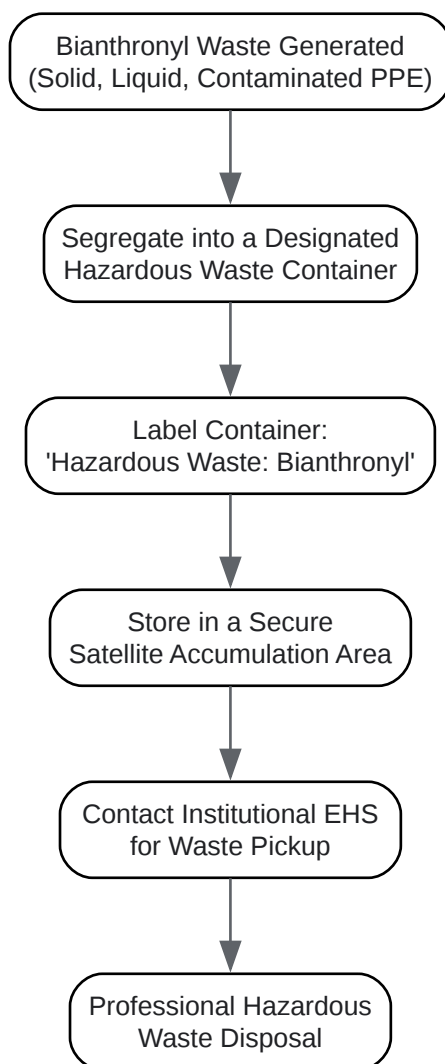 Bianthronyl Waste Generated
(Solid, Liquid, Contaminated PPE)
Segregate into a Designated
Hazardous Waste Container
Label Container:
'Hazardous Waste: Bianthronyl'
Store in a Secure
Satellite Accumulation Area
Contact Institutional EHS
for Waste Pickup
Professional Hazardous
Waste Disposal